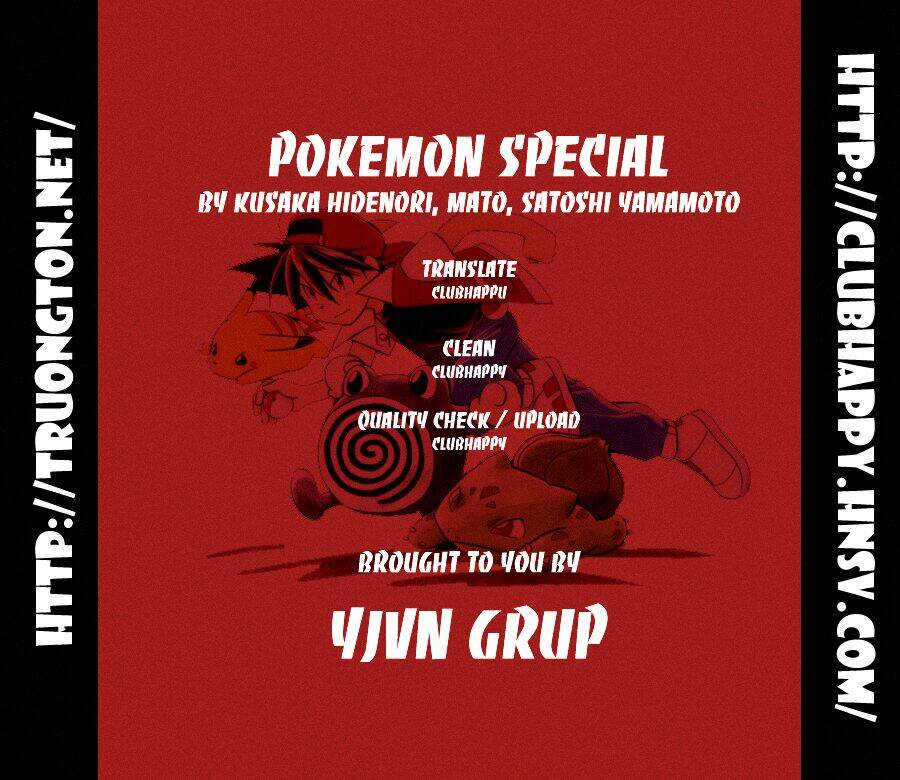 HTTP://TRUONGTON.NET/
POKEMON SPECIAL
BY KUSAKA HIDENORI, MATO, SATOSHI YAMAMOTO
TRANSLATE
CLUBHAPPU
CLEAN
CLUBHAPPY
QUALITY CHECK / UPLOAD
CLUBHAPPY
BROUGHT TO YOU BY
YJVN GRUP
HTTP://CLUBHAPPY.HNSV.COM/